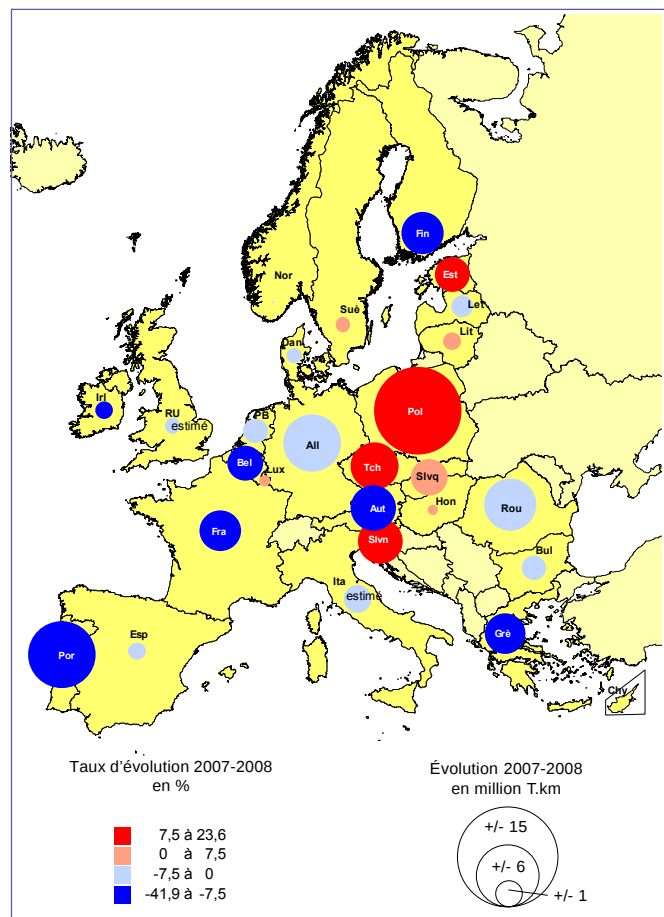 Fin
Est
Nor
Let
Suè
Lit
Dan
Irl
Pol
RU
estimé
PB
All
Bel
Lux
Tch
Slvq
Hon
Aut
Rou
Fra
Slvn
Bul
Ita
estimé
Esp
Grè
Por
Chy
Taux d’évolution 2007-2008
en %
7,5 à 23,6
0 à 7,5
-7,5 à 0
-41,9 à -7,5
Évolution 2007-2008
en million T.km
+/- 15
+/- 6
+/- 1